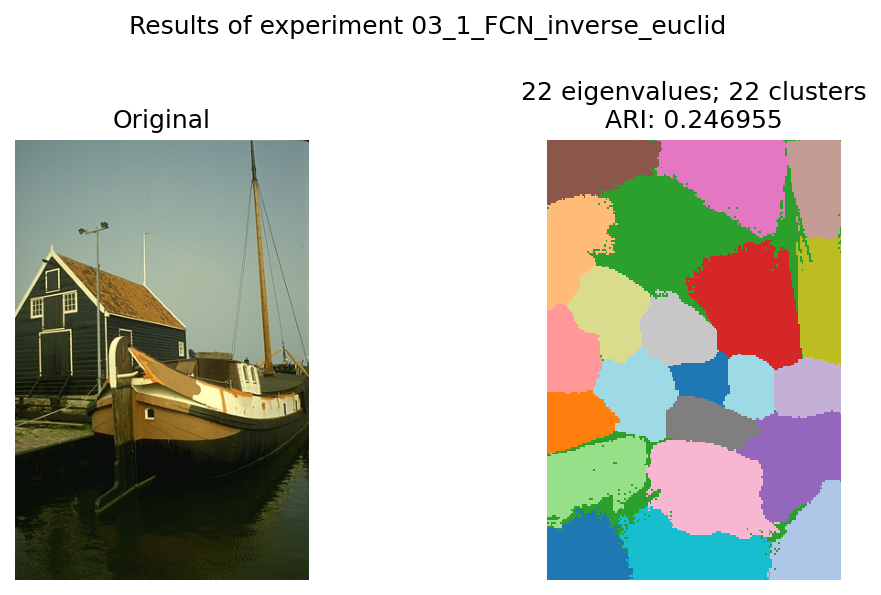 Results of experiment 03_1_FCN_inverse_euclid
Original
22 eigenvalues; 22 clusters
ARI: 0.246955